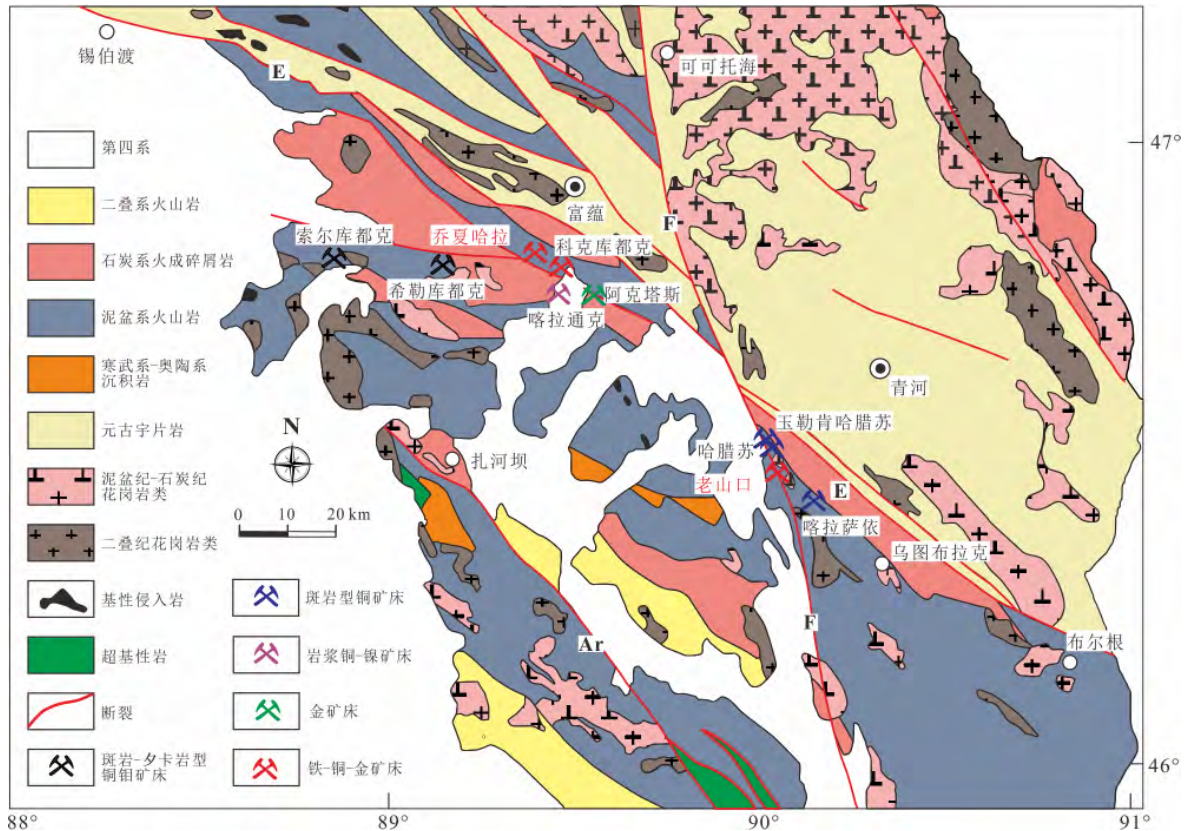 锡伯渡
E
可可托海
47°
第四系
二叠系火山岩
石炭系火成碎屑岩
泥盆系火山岩
寒武系-奥陶系
沉积岩
元古宇片岩
泥盆纪-石炭纪
花岗岩类
二叠纪花岗岩类
基性侵入岩
超基性岩
断裂
斑岩-夕卡岩型
铜钼矿床
斑岩型铜矿床
岩浆铜-镍矿床
金矿床
铁-铜-金矿床
富蕴
F
索尔库都克
乔夏哈拉
科克库都克
希勒库都克
阿克塔斯
喀拉通克
青河
N
0 10 20 km
扎河坝
玉勒肯哈腊苏
哈腊苏
老山口
E
喀拉萨依
乌图布拉克
F
Ar
布尔根
46°
88°
89°
90°
91°